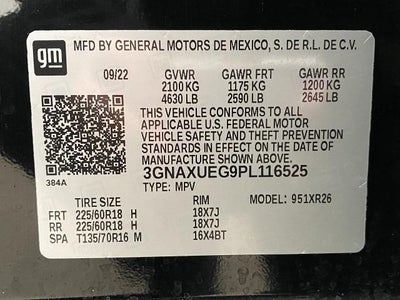 gm
MFD BY GENERAL MOTORS DE MEXICO, S. DE R.L. DE C.V.
09/22 GVWR GAWR FRT GAWR RR
2100 KG 1175 KG 1200 KG
4630 LB 2590 LB 2645 LB
THIS VEHICLE CONFORMS TO ALL
APPLICABLE U.S. FEDERAL MOTOR
VEHICLE SAFETY AND THEFT PREVENTION
STANDARDS IN EFFECT ON THE DATE OF
MANUFACTURE SHOWN ABOVE.
384A
3GNAXUEG9PL116525
TYPE: MPV
TIRE SIZE RIM MODEL: 951XR26
FRT 225/60R18 H 18X7J
RR 225/60R18 H 18X7J
SPA T135/70R16 M 16X4BT